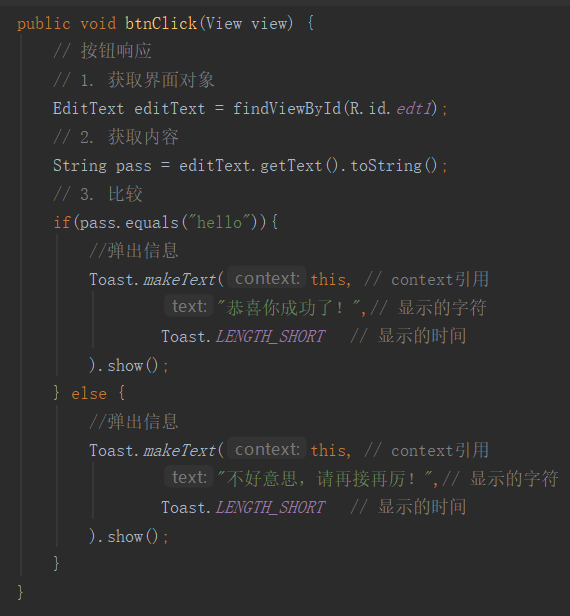 public void btnClick(View view) {
// 按钮响应
// 1. 获取界面对象
EditText editText = findViewById(R.id.edt1);
// 2. 获取内容
String pass = editText.getText().toString();
// 3. 比较
if(pass.equals("hello")){
//弹出信息
Toast.makeText( context: this, // context引用
text: "恭喜你成功了！",// 显示的字符
Toast.LENGTH_SHORT // 显示的时间
).show();
} else {
//弹出信息
Toast.makeText( context: this, // context引用
text: "不好意思，请再接再厉！",// 显示的字符
Toast.LENGTH_SHORT // 显示的时间
).show();
}
}